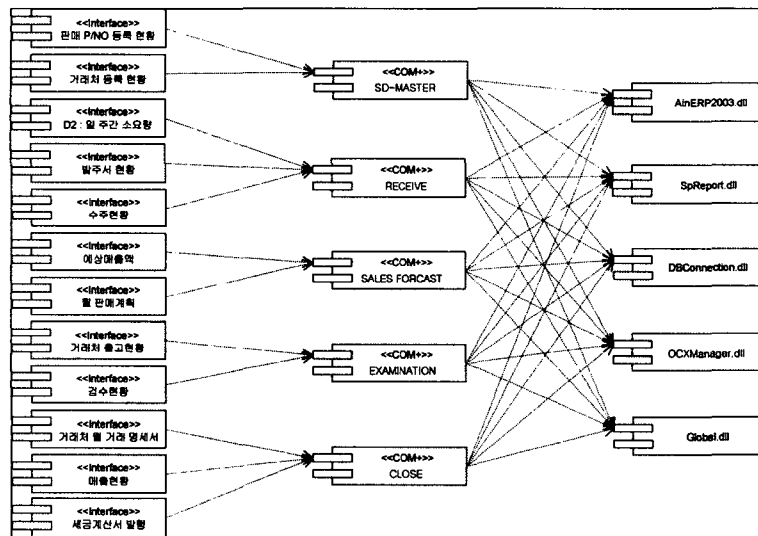 <<Interface>>
판매 P/NO 등록 현황
<<Interface>>
거래처 등록 현황
<<Interface>>
D2 : 일 주간 소요량
<<Interface>>
발주서 현황
<<Interface>>
수주현황
<<Interface>>
예상매출액
<<Interface>>
월 판매계획
<<Interface>>
거래처 출고현황
<<Interface>>
검수현황
<<Interface>>
거래처 월 거래 명세서
<<Interface>>
매출현황
<<Interface>>
세금계산서 발행
<<COM+>>
SD-MASTER
<<COM+>>
RECEIVE
<<COM+>>
SALES FORCAST
<<COM+>>
EXAMINATION
<<COM+>>
CLOSE
AinERP2003.dll
SpReport.dll
DBConnection.dll
OCXManager.dll
Global.dll